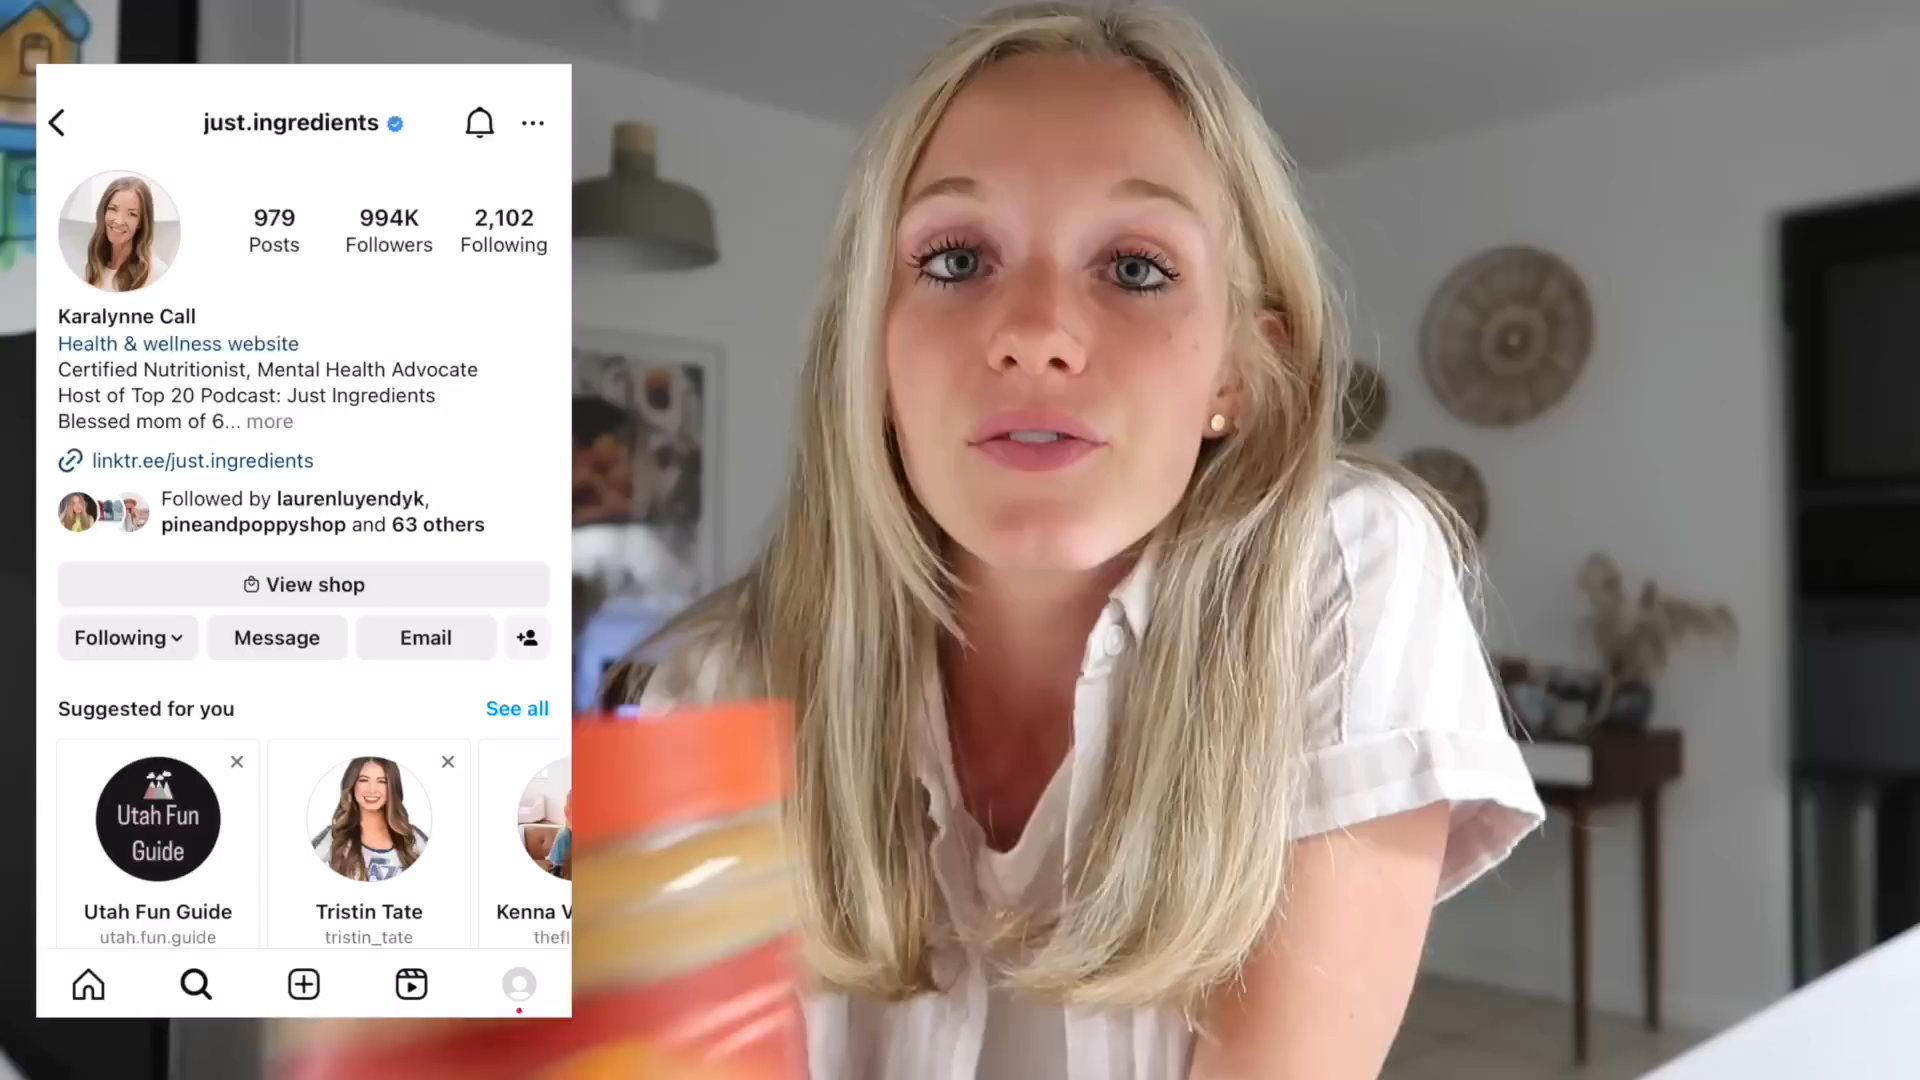 just.ingredients
979
Posts
994K
Followers
2,102
Following
Karalynne Call
Health & wellness website
Certified Nutritionist, Mental Health Advocate
Host of Top 20 Podcast: Just Ingredients
Blessed mom of 6... more
linktr.ee/just.ingredients
Followed by laurenluyendyk,
pineandpoppyshop and 63 others
View shop
Following
Message
Email
Suggested for you
See all
Utah Fun
Guide
Utah Fun Guide
utah.fun.guide
Tristin Tate
tristin_tate
Kenna V
thefl